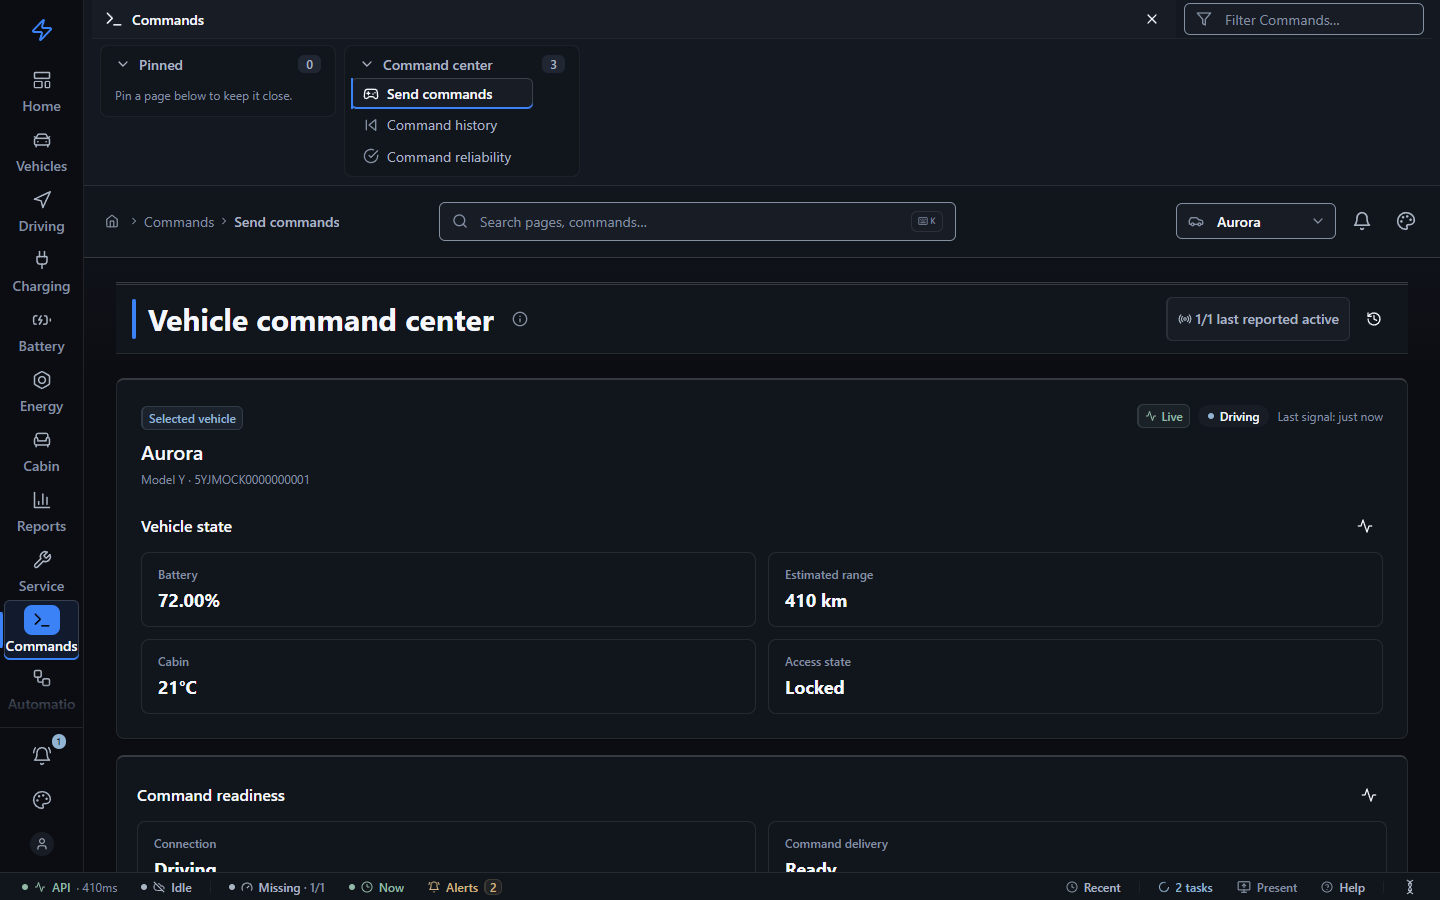 Commands
Filter Commands...
Pinned 0
Pin a page below to keep it close.
Command center 3
Send commands
Command history
Command reliability
Home
Vehicles
Driving
Charging
Battery
Energy
Cabin
Reports
Service
Commands
Automatio
1
Commands
Send commands
Search pages, commands...
K
Aurora
Vehicle command center
1/1 last reported active
Selected vehicle
Live
Driving
Last signal: just now
Aurora
Model Y · 5YJMOCK0000000001
Vehicle state
Battery
72.00%
Estimated range
410 km
Cabin
21°C
Access state
Locked
Command readiness
Connection
Driving
Command delivery
Ready
API · 410ms
Idle
Missing · 1/1
Now
Alerts 2
Recent
2 tasks
Present
Help